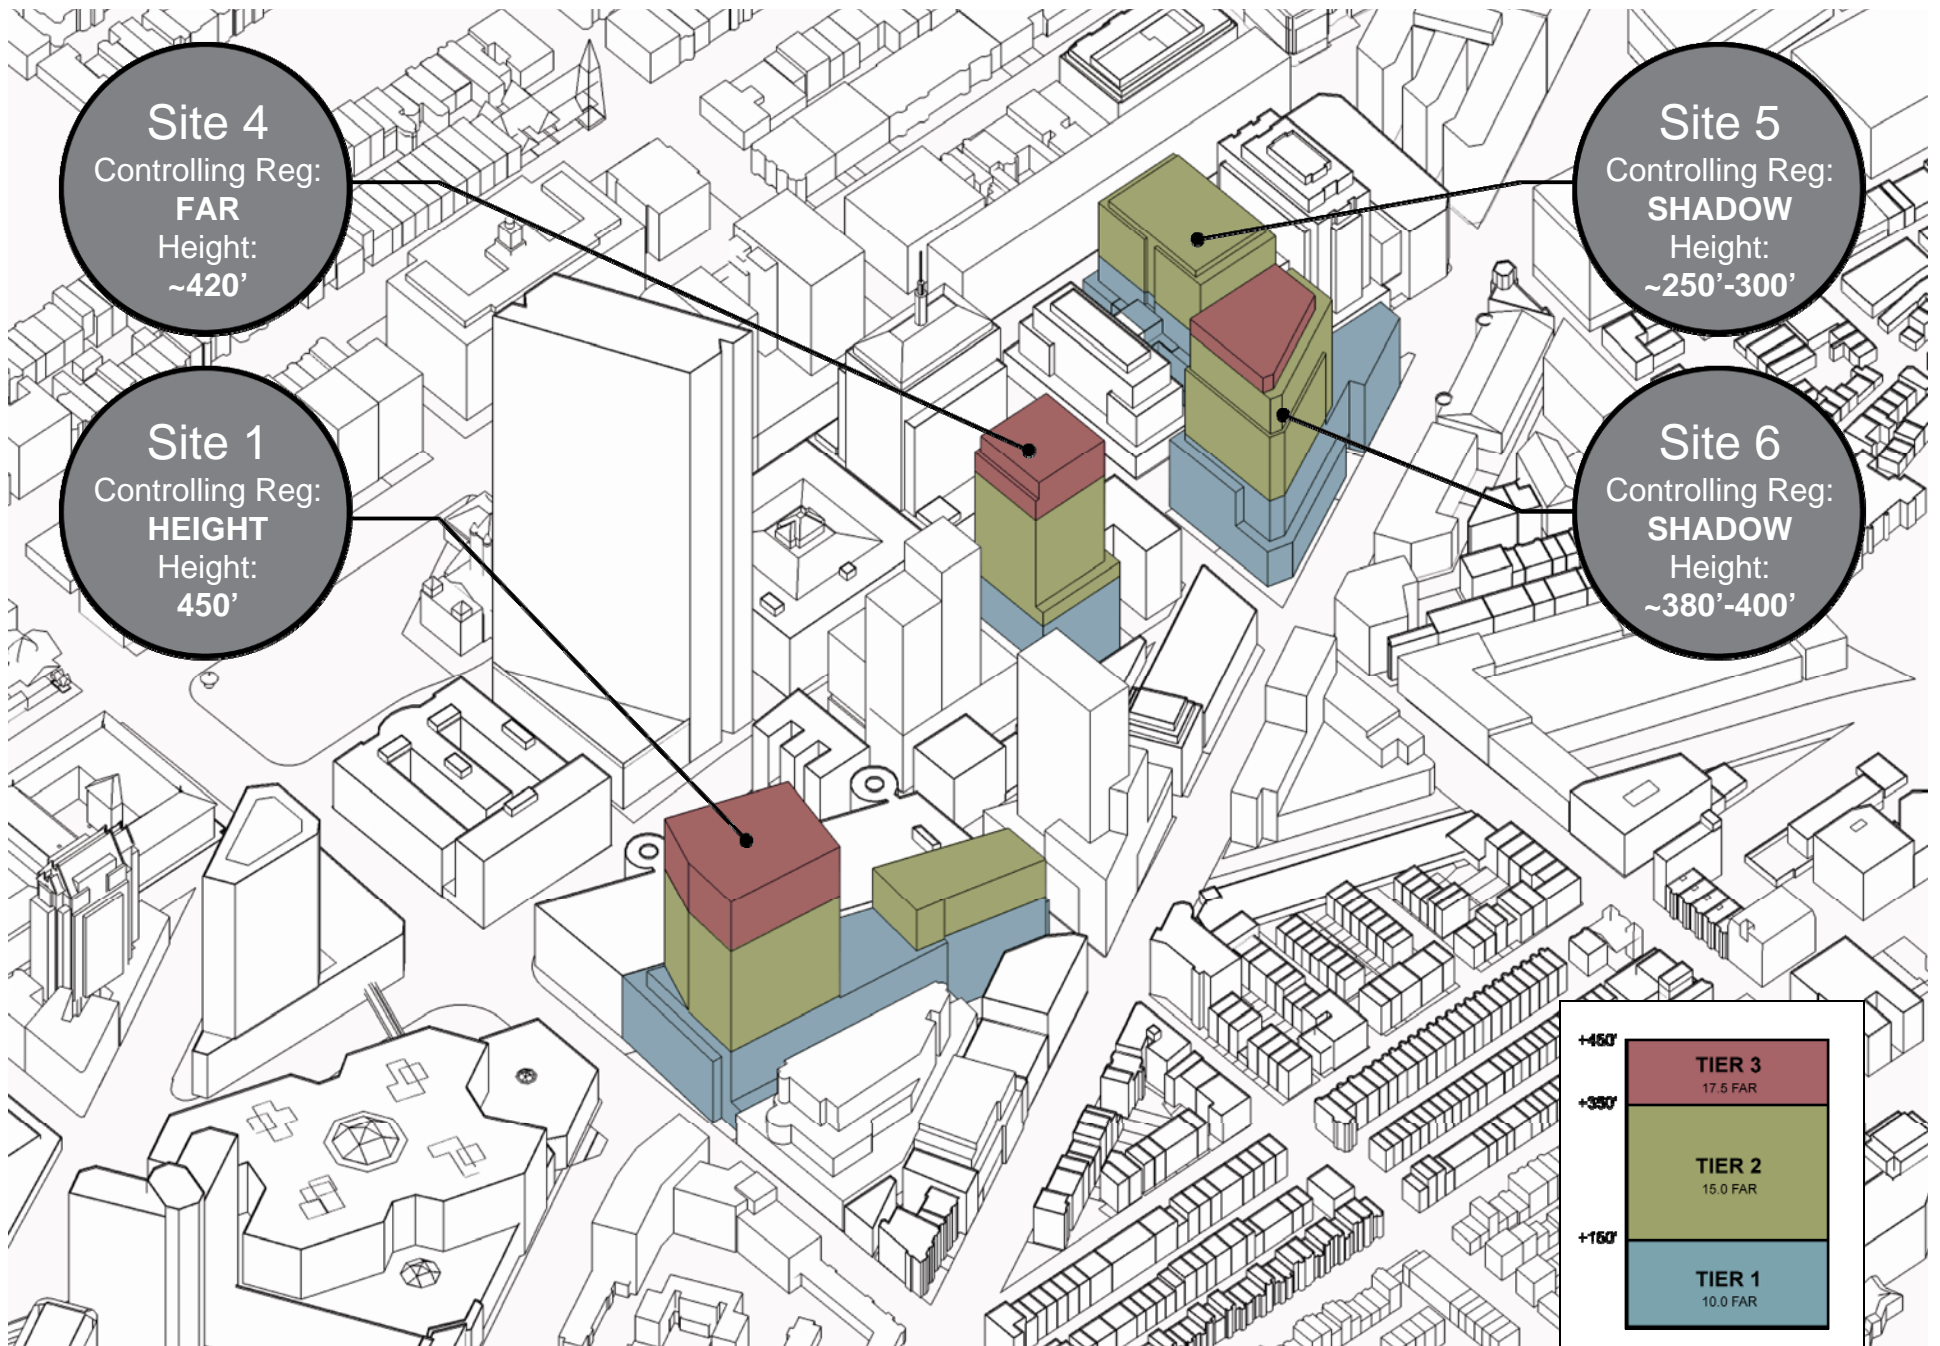 Site 4
Controlling Reg:
FAR
Height:
~420’
Site 1
Controlling Reg:
HEIGHT
Height:
450’
Site 5
Controlling Reg:
SHADOW
Height:
~250’-300’
Site 6
Controlling Reg:
SHADOW
Height:
~380’-400’
+450'
TIER 3
17.5 FAR
+350'
TIER 2
15.0 FAR
+150'
TIER 1
10.0 FAR